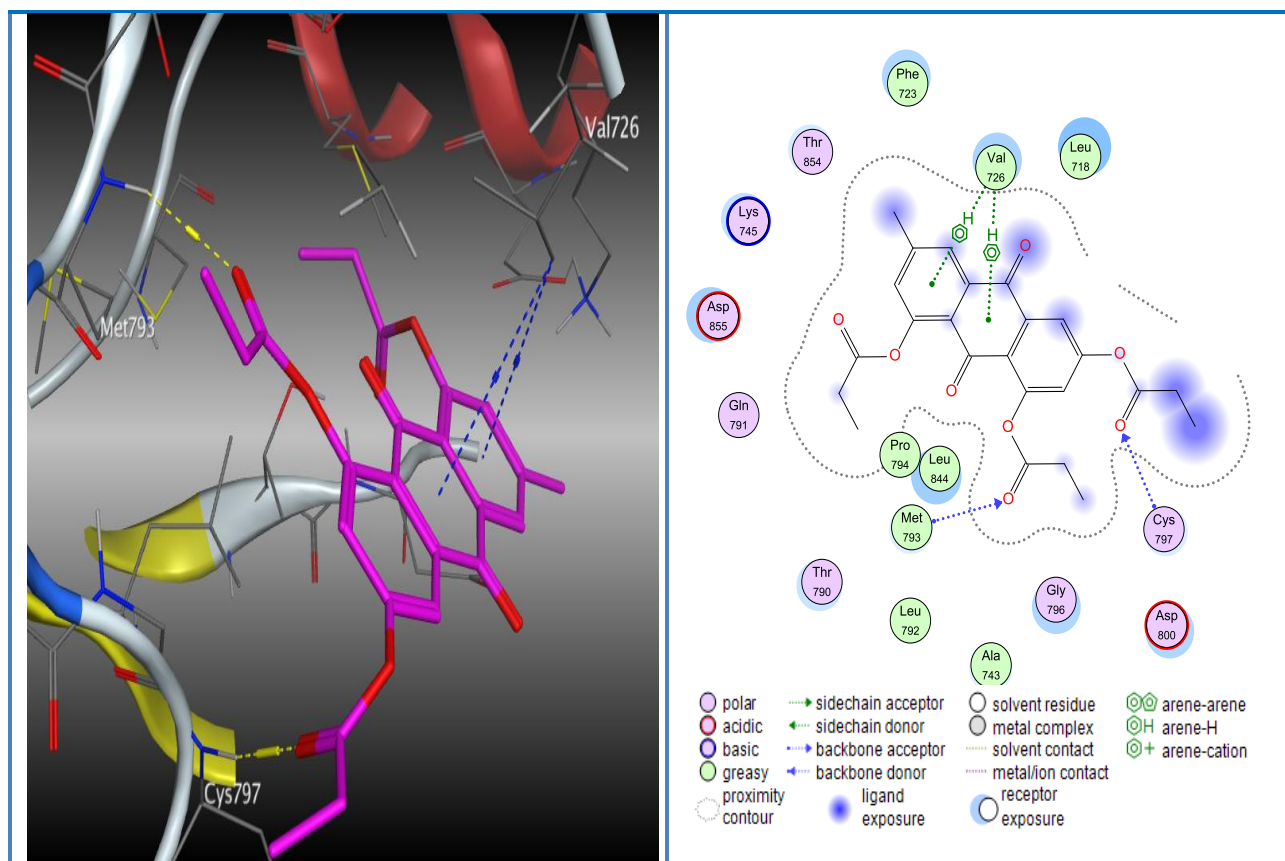 Val726
Met793
Cys797
Phe
723
Thr
854
Val
726
Leu
718
Lys
745
H
H
O
Asp
855
O
O
O
O
Gln
791
O
O
O
Pro
794
Leu
844
Met
793
Cys
797
Thr
790
Gly
796
Leu
792
Asp
800
Ala
743
polar
acidic
basic
greasy
proximity
contour
sidechain acceptor
sidechain donor
backbone acceptor
backbone donor
ligand
exposure
solvent residue
metal complex
solvent contact
metal/ion contact
receptor
exposure
arene-arene
H arene-H
+ arene-cation